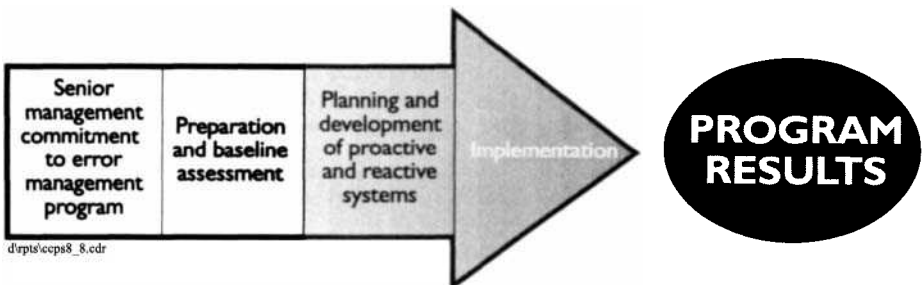 Senior
management
commitment
to error
management
program
Preparation
and baseline
assessment
Planning and
development
of proactive
and reactive
systems
Implementation
PROGRAM
RESULTS
d\rpts\ccps8_8.cdr